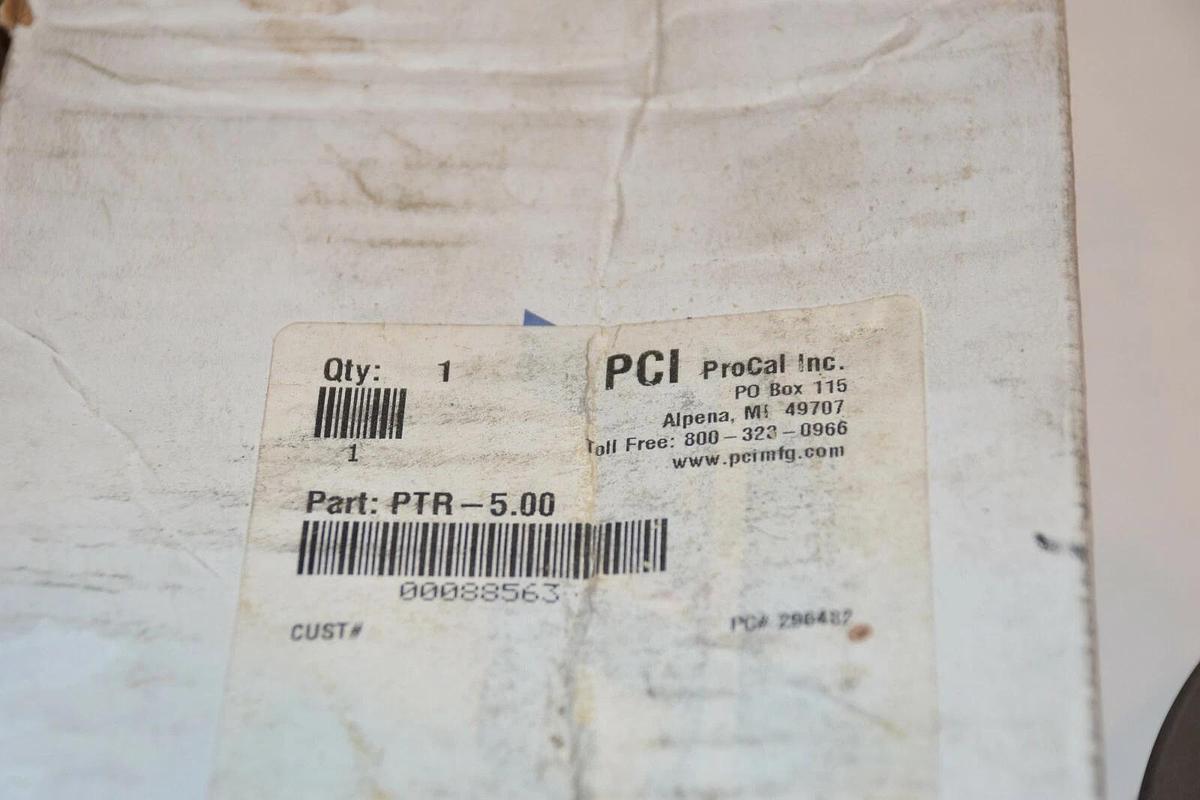 Qty: 1
1
PCI ProCal Inc.
PO Box 115
Alpena, MI 49707
Toll Free: 800-323-0966
www.pcimfg.com
Part: PTR-5.00
00088563
CUST#
PC# 296482